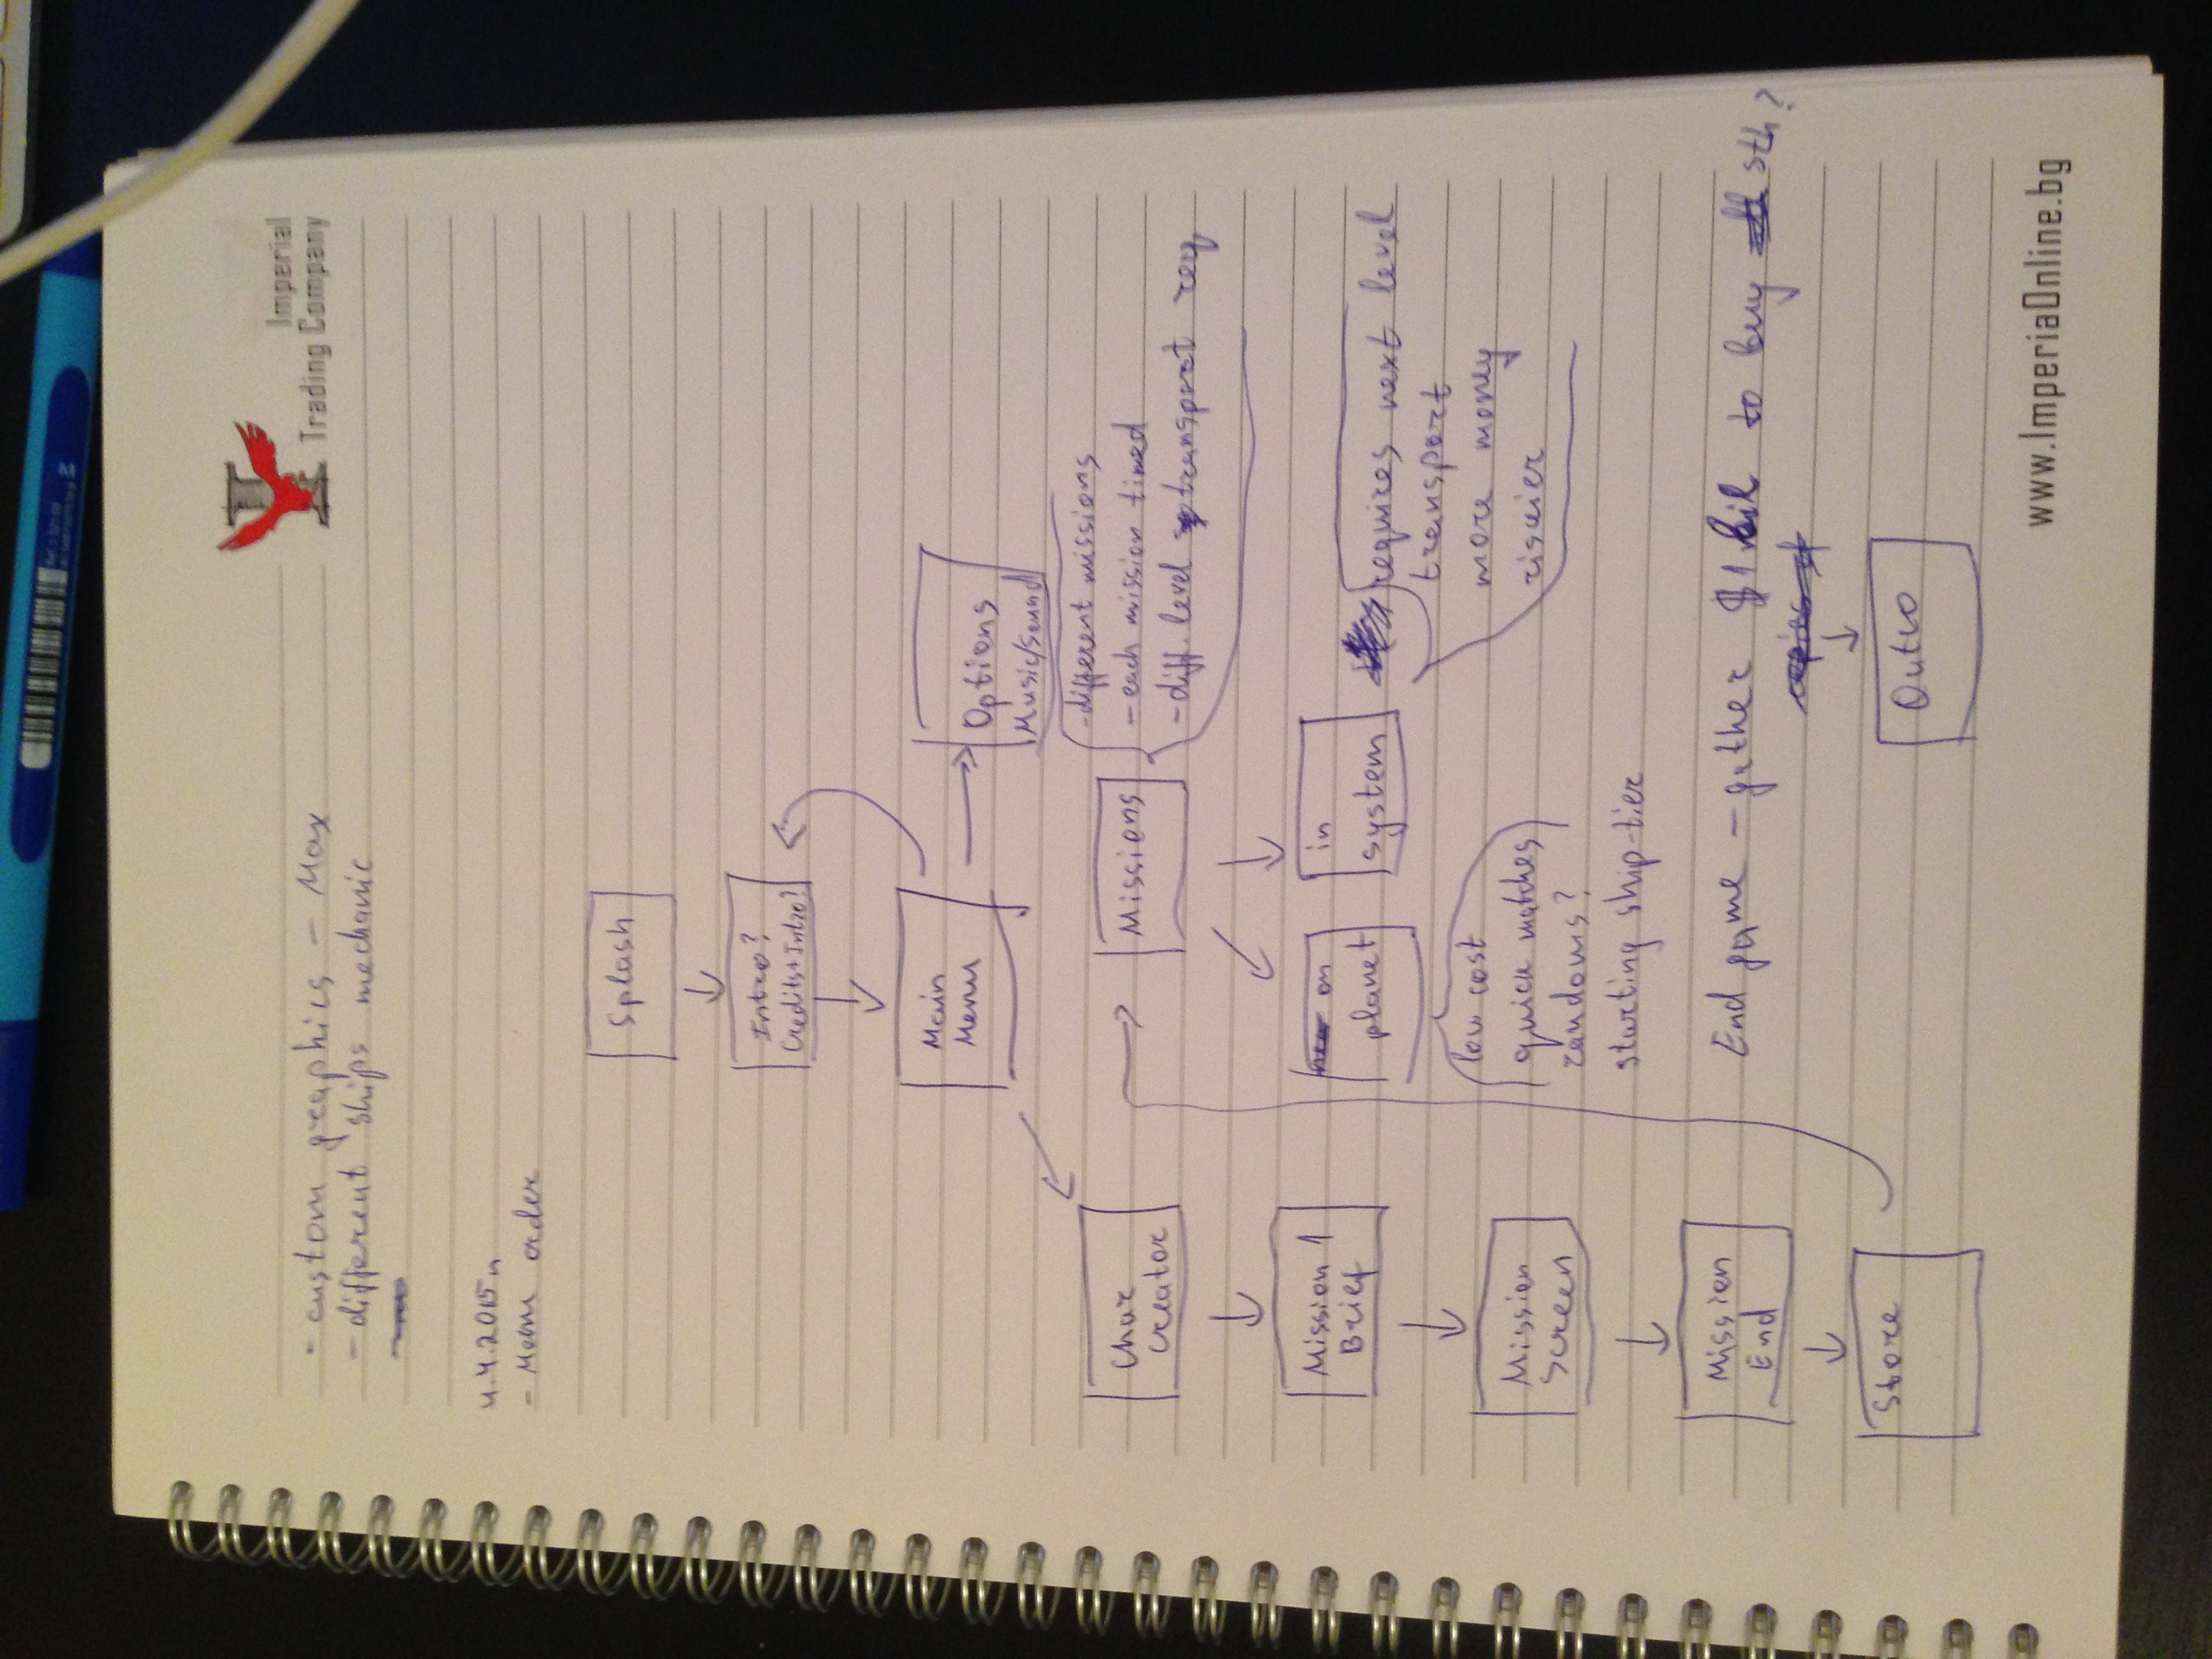 Imperial
Trading Company
- custom graphics - Max
- different ships mechanic
4.4.2015
- Menu order
Splash
Intro?
Credits+Intro?
Main
Menu
Options
Music/Sound
Char
Creator
Missions
-different missions
-each mission timed
-diff. level transport req.
Mission 1
Brief
on
planet
in
system
requires next level
transport
more money
riskier
low cost
quick matches
randoms?
starting ship-tier
Mission
Screen
Mission
End
End game - gather $1 bil to buy sth?
Store
Outro
www.ImperiaOnline.bg